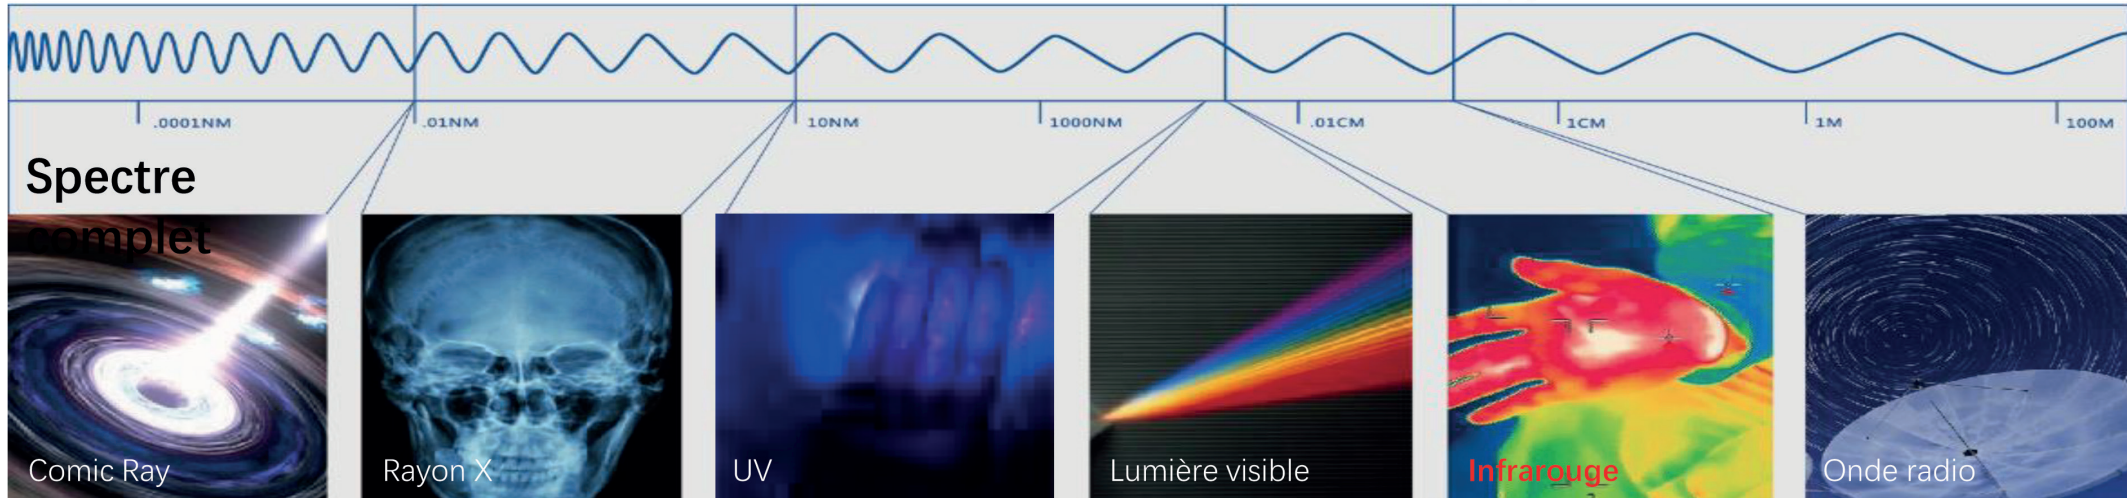 .0001NM
.01NM
10NM
1000NM
.01CM
1CM
1M
100M
Spectre
complet
Comic Ray
Rayon X
UV
Lumière visible
Infrarouge
Onde radio